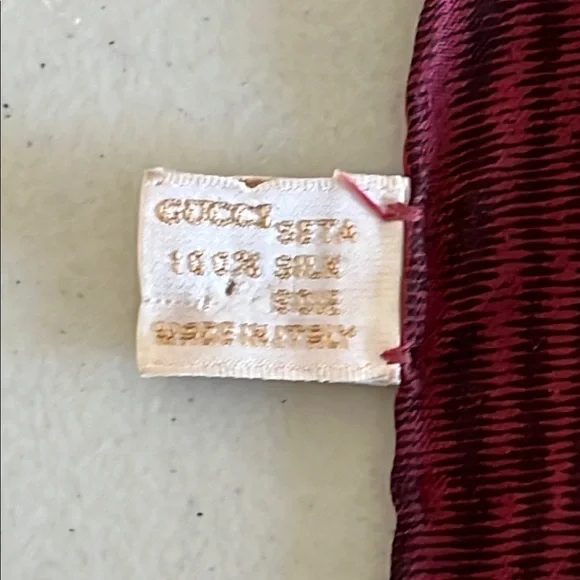 GUCCI
SETA
100% SILK
SOIE
MADE IN ITALY